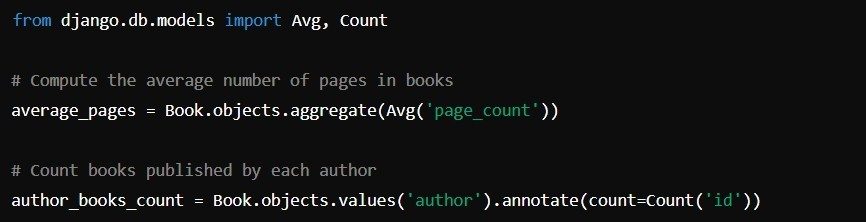 from django.db.models import Avg, Count
# Compute the average number of pages in books
average_pages = Book.objects.aggregate(Avg('page_count'))
# Count books published by each author
author_books_count = Book.objects.values('author').annotate(count=Count('id'))